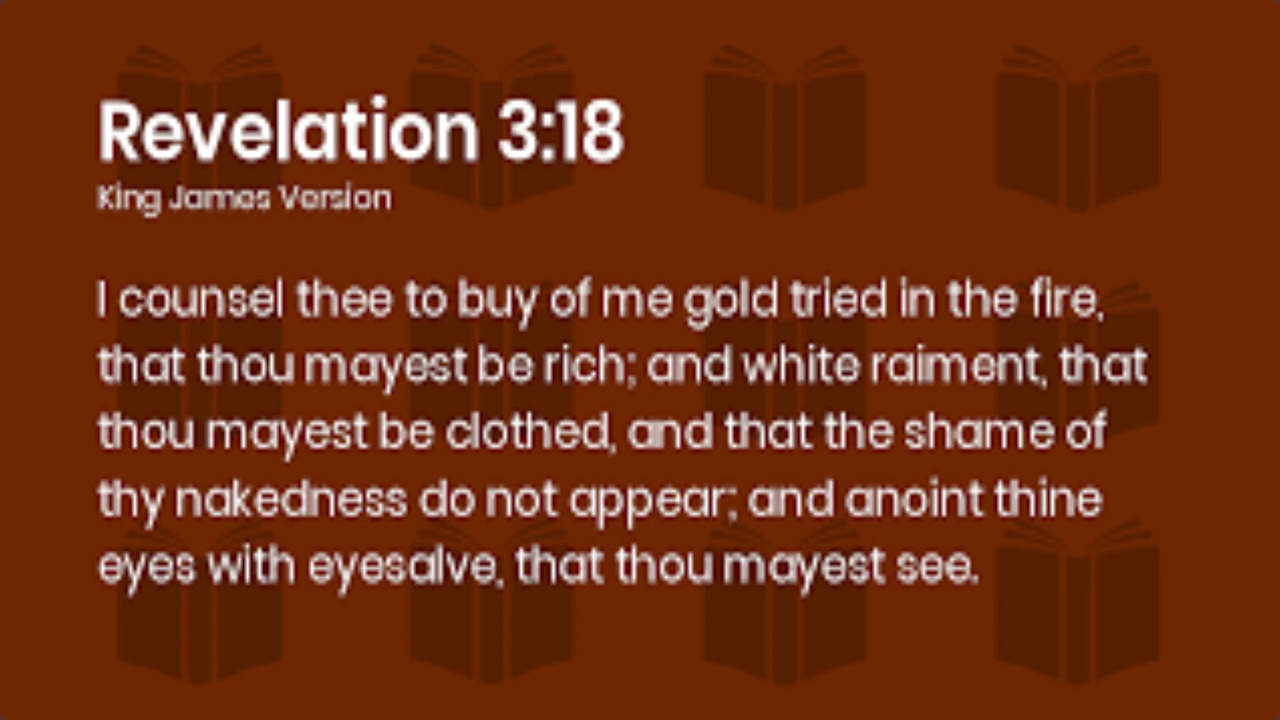 Revelation 3:18
King James Version
I counsel thee to buy of me gold tried in the fire,
that thou mayest be rich; and white raiment, that
thou mayest be clothed, and that the shame of
thy nakedness do not appear; and anoint thine
eyes with eyesalve, that thou mayest see.